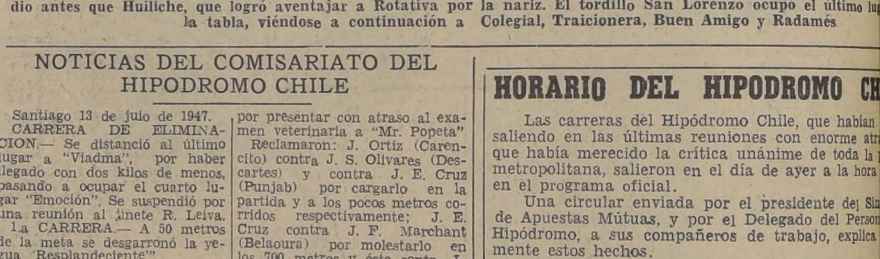 dio antes que Huiliche, que logró aventajar a Rotativa por la nariz. El tordillo San Lorenzo ocupó el último
la tabla, viéndose a continuación a Colegial, Traicionera, Buen Amigo y Radamés
NOTICIAS DEL COMISARIATO DEL
HIPODROMO CHILE
Santiago 13 de juio de 1947.
CARRERA DE ELIMINA-
CION.— Se distanció al último
lugar a "Viadma", por haber
llegado con dos kilos de menos,
pasando a ocupar el cuarto lu-
gar "Emoción". Se suspendió por
una reunión al jinete R. Leiva.
1.a CARRERA.— A 50 metros
de la meta se desgarronó la ye-
gua "Resplandeciente"
por presentar con atraso al exa-
men veterinaria a "Mr. Popeta"
Reclamaron: J. Ortiz (Caren-
cito) contra J. S. Olivares (Des-
cartes) y contra J. E. Cruz
(Punjab) por cargarlo en la
partida y a los pocos metros co-
rridos respectivamente; J. E.
Cruz contra J. F. Marchant
(Belaoura) por molestarlo en
los 700 metros y éste contra J.
HORARIO DEL HIPODROMO CH
Las carreras del Hipódromo Chile, que habían
saliendo en las últimas reuniones con enorme
que había merecido la crítica unánime de toda la
metropolitana, salieron en el día de ayer a la hora
en el programa oficial.
Una circular enviada por el presidente del
de Apuestas Mútuas, y por el Delegado del
Hipódromo, a sus compañeros de trabajo, explica
mente estos hechos.